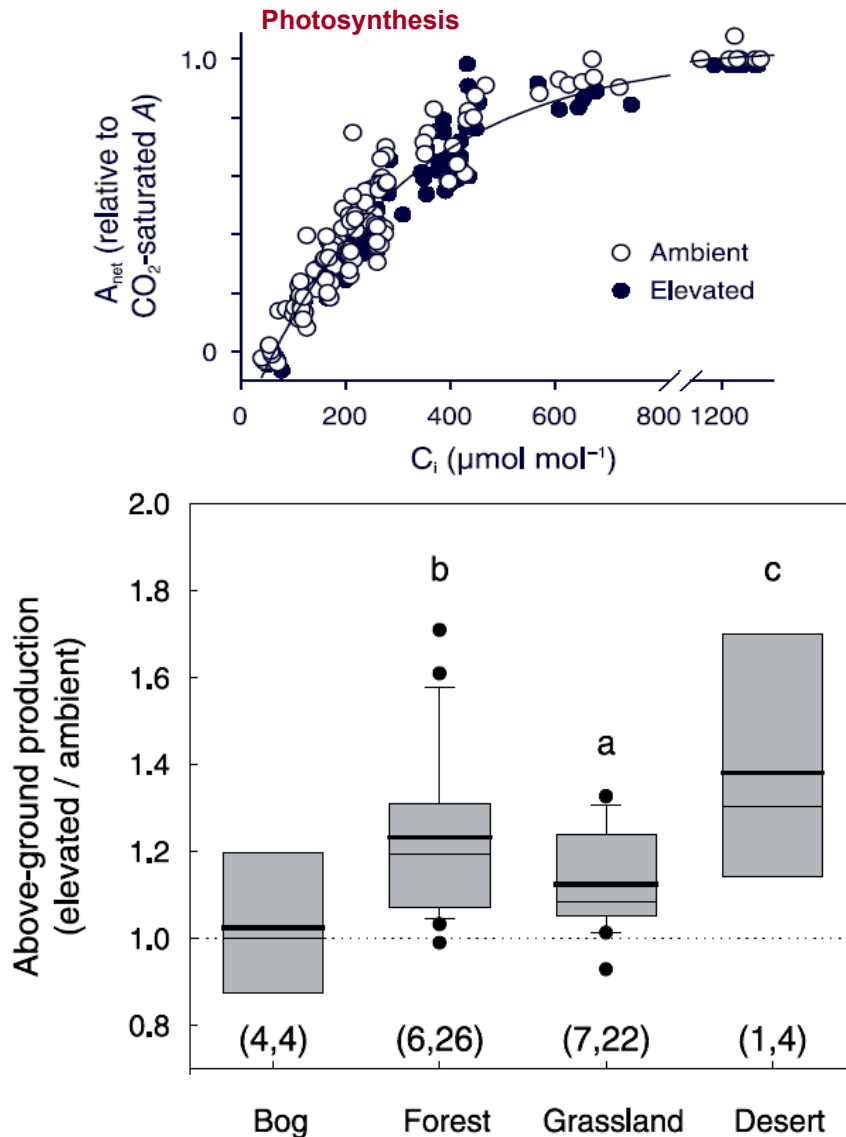 Photosynthesis
A_net (relative to
CO₂-saturated A)
1.0
0
Ambient
Elevated
0 200 400 600 800 1200
C_i (µmol mol⁻¹)
Above-ground production
(elevated / ambient)
2.0
1.8
1.6
1.4
1.2
1.0
0.8
b
a
c
(4,4) (6,26) (7,22) (1,4)
Bog Forest Grassland Desert